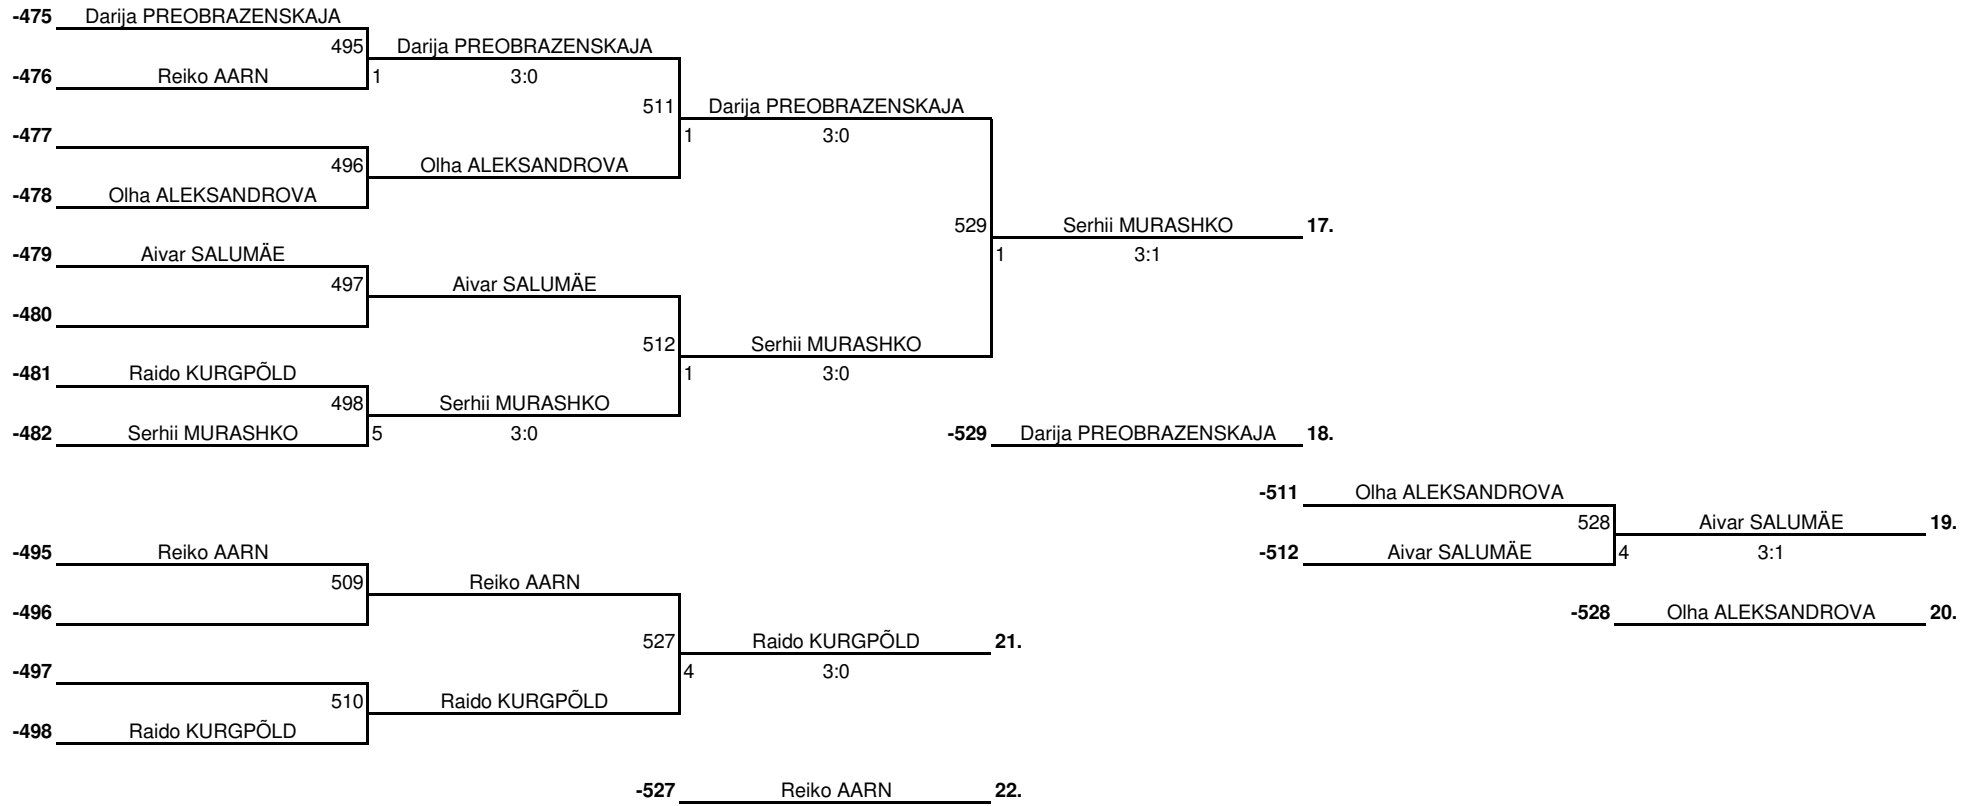 -475 Darija PREOBRAZENSKAJA
495 Darija PREOBRAZENSKAJA
-476 Reiko AARN 1 3:0
511 Darija PREOBRAZENSKAJA
-477 1 3:0
496 Olha ALEKSANDROVA
-478 Olha ALEKSANDROVA
529 Serhii MURASHKO 17.
-479 Aivar SALUMÄE 1 3:1
497 Aivar SALUMÄE
-480
512 Serhii MURASHKO
-481 Raido KURGPÕLD 1 3:0
498 Serhii MURASHKO
-482 Serhii MURASHKO 5 3:0 -529 Darija PREOBRAZENSKAJA 18.
-511 Olha ALEKSANDROVA
528 Aivar SALUMÄE 19.
-495 Reiko AARN -512 Aivar SALUMÄE 4 3:1
509 Reiko AARN
-496 -528 Olha ALEKSANDROVA 20.
527 Raido KURGPÕLD 21.
-497 4 3:0
510 Raido KURGPÕLD
-498 Raido KURGPÕLD
-527 Reiko AARN 22.